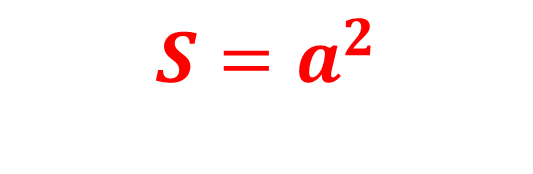 S = a²